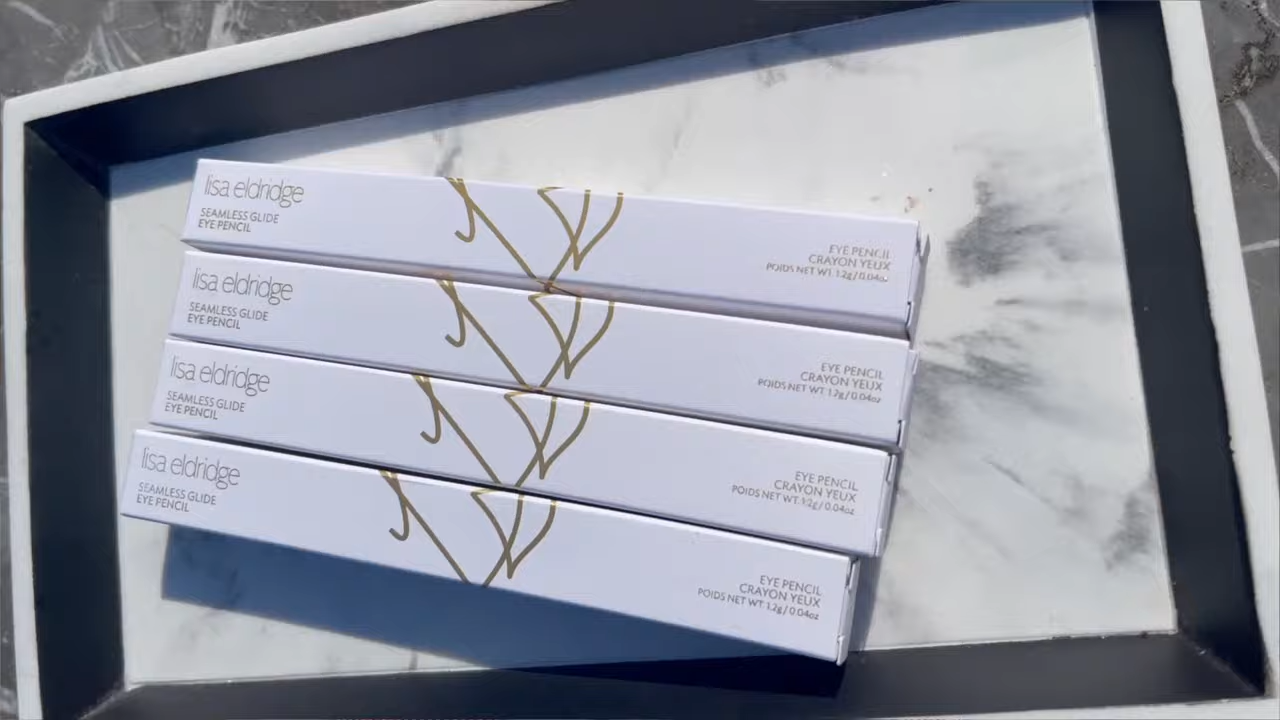 lisa eldridge
SEAMLESS GLIDE
EYE PENCIL
EYE PENCIL
CRAYON YEUX
POIDS NET WT. 1.2g/0.04oz
lisa eldridge
SEAMLESS GLIDE
EYE PENCIL
EYE PENCIL
CRAYON YEUX
POIDS NET WT. 1.2g/0.04oz
lisa eldridge
SEAMLESS GLIDE
EYE PENCIL
EYE PENCIL
CRAYON YEUX
POIDS NET WT. 1.2g/0.04oz
lisa eldridge
SEAMLESS GLIDE
EYE PENCIL
EYE PENCIL
CRAYON YEUX
POIDS NET WT. 1.2g/0.04oz